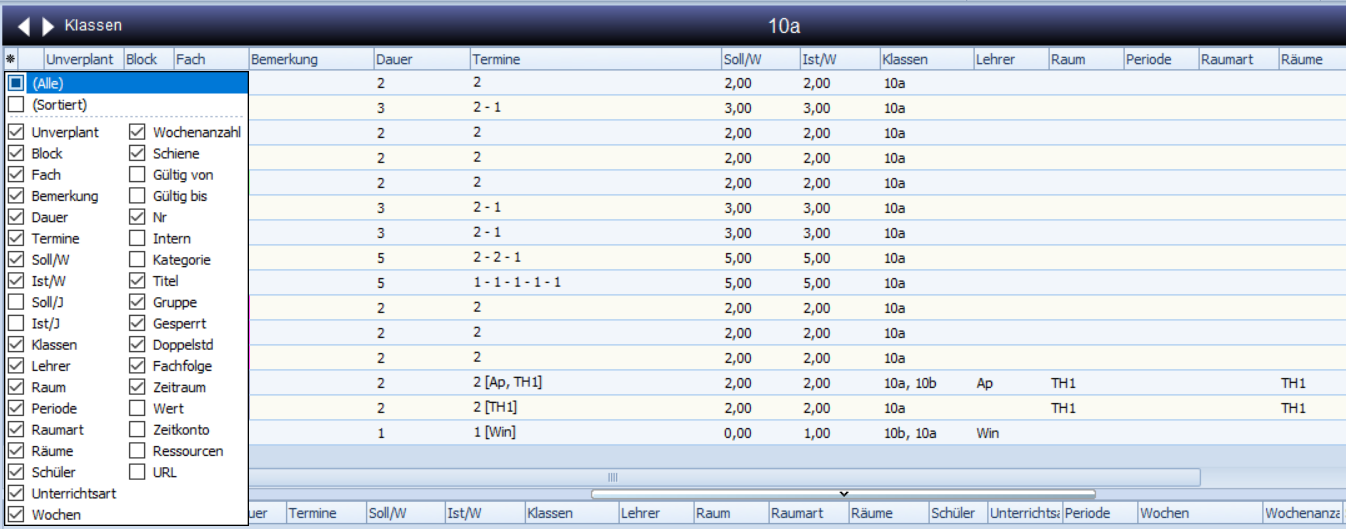 Klassen 10a
* Unverplant Block Fach Bemerkung Dauer Termine Soll/W Ist/W Klassen Lehrer Raum Periode Raumart Räume
(Alle) 2 2 2,00 2,00 10a
(Sortiert) 3 2 - 1 3,00 3,00 10a
Unverplant Wochenanzahl 2 2 2,00 2,00 10a
Block Schiene 2 2 2,00 2,00 10a
Fach Gültig von 2 2 2,00 2,00 10a
Bemerkung Gültig bis 3 2 - 1 3,00 3,00 10a
Dauer Nr
Termine Intern 3 2 - 1 3,00 3,00 10a
Soll/W Kategorie 5 2 - 2 - 1 5,00 5,00 10a
Ist/W Titel 5 1 - 1 - 1 - 1 - 1 5,00 5,00 10a
Soll/J Gruppe 2 2 2,00 2,00 10a
Ist/J Gesperrt 2 2 2,00 2,00 10a
Klassen Doppelstd 2 2 2,00 2,00 10a
Lehrer Fachfolge
Raum Zeitraum 2 2 [Ap, TH1] 2,00 2,00 10a, 10b Ap TH1 TH1
Periode Wert 2 2 [TH1] 2,00 2,00 10a TH1 TH1
Raumart Zeitkonto 1 1 [Win] 0,00 1,00 10b, 10a Win
Räume Ressourcen
Schüler URL
Unterrichtsart
Wochen uer Termine Soll/W Ist/W Klassen Lehrer Raum Raumart Räume Schüler Unterrichtsa Periode Wochen Wochenanza